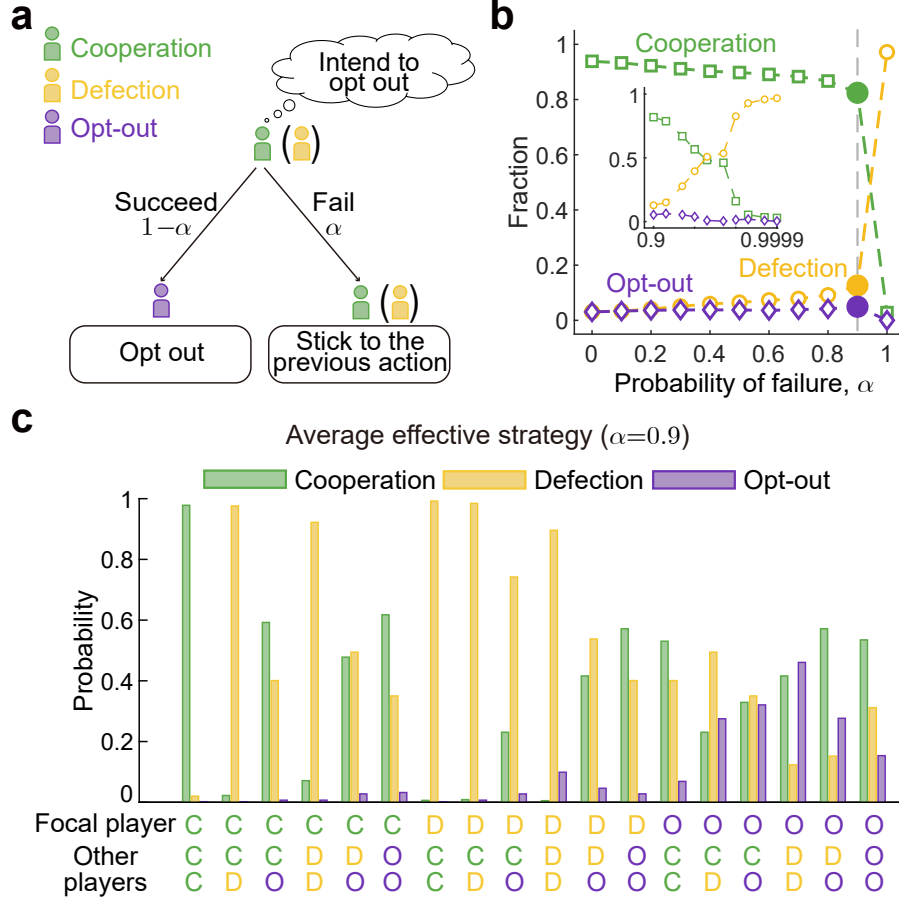 a
Cooperation
Defection
Opt-out
Intend to
opt out
( )
Succeed
1−α
Fail
α
( )
Opt out
Stick to the
previous action
b
Fraction
1
0.8
0.6
0.4
0.2
0
Cooperation
1
0.5
0
0.9
0.9999
Defection
Opt-out
0 0.2 0.4 0.6 0.8 1
Probability of failure, α
c
Average effective strategy (α=0.9)
Cooperation Defection Opt-out
Probability
1
0.8
0.6
0.4
0.2
0
Focal player C C C C C C D D D D D D O O O O O O
Other C C C D D O C C C D D O C C C D D O
players C D O D O O C D O D O O C D O D O O